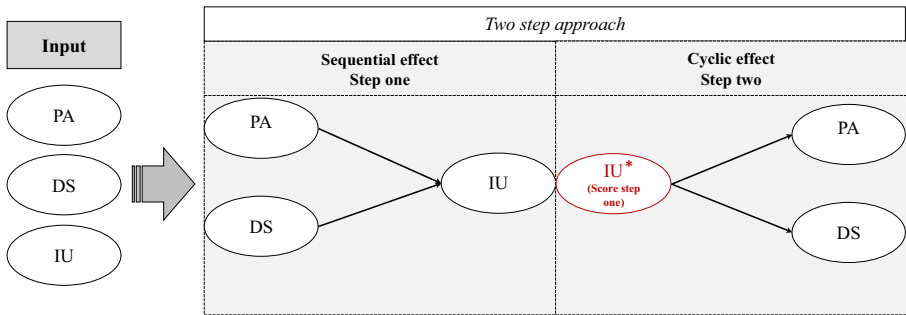 Input
PA
DS
IU
Two step approach
Sequential effect
Step one
Cyclic effect
Step two
PA
DS
IU
IU*
(Score step
one)
PA
DS